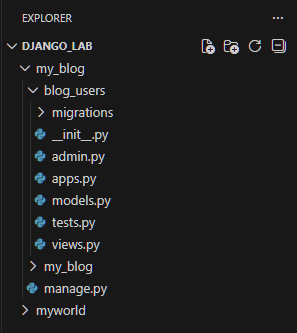 EXPLORER
DJANGO_LAB
my_blog
blog_users
migrations
__init__.py
admin.py
apps.py
models.py
tests.py
views.py
my_blog
manage.py
myworld